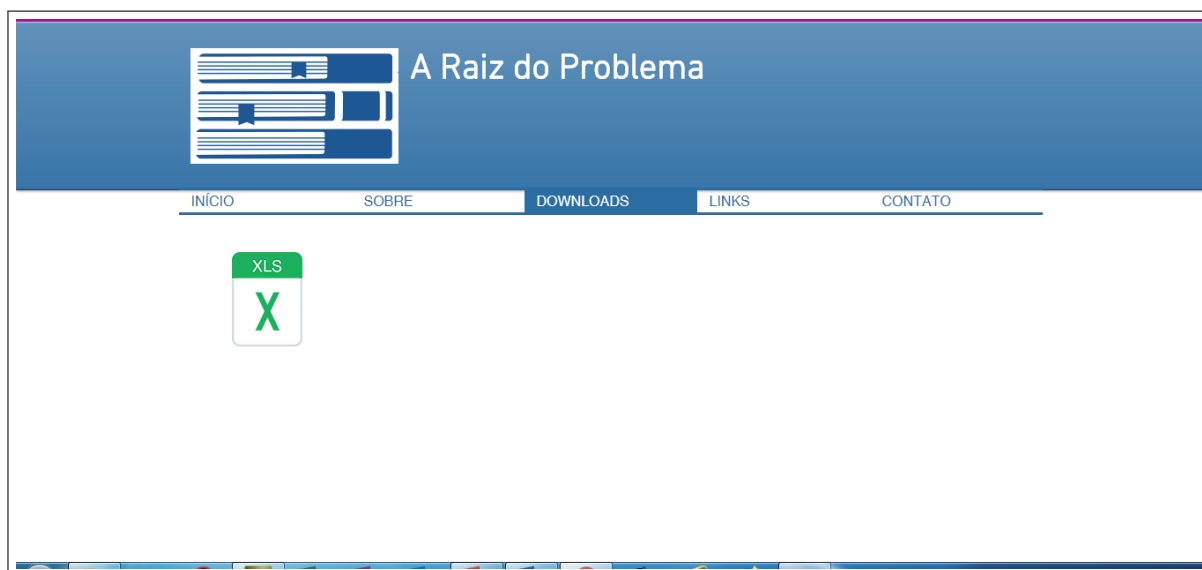 A Raiz do Problema
INÍCIO SOBRE DOWNLOADS LINKS CONTATO
XLS
X